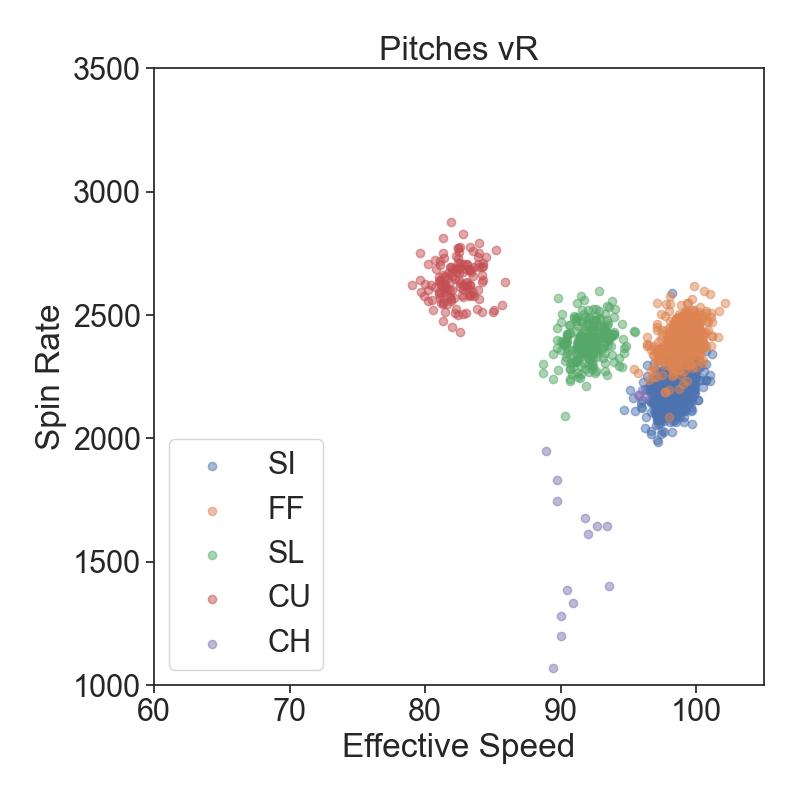 Pitches vR
3500
3000
2500
2000
1500
1000
Spin Rate
SI
FF
SL
CU
CH
60 70 80 90 100
Effective Speed